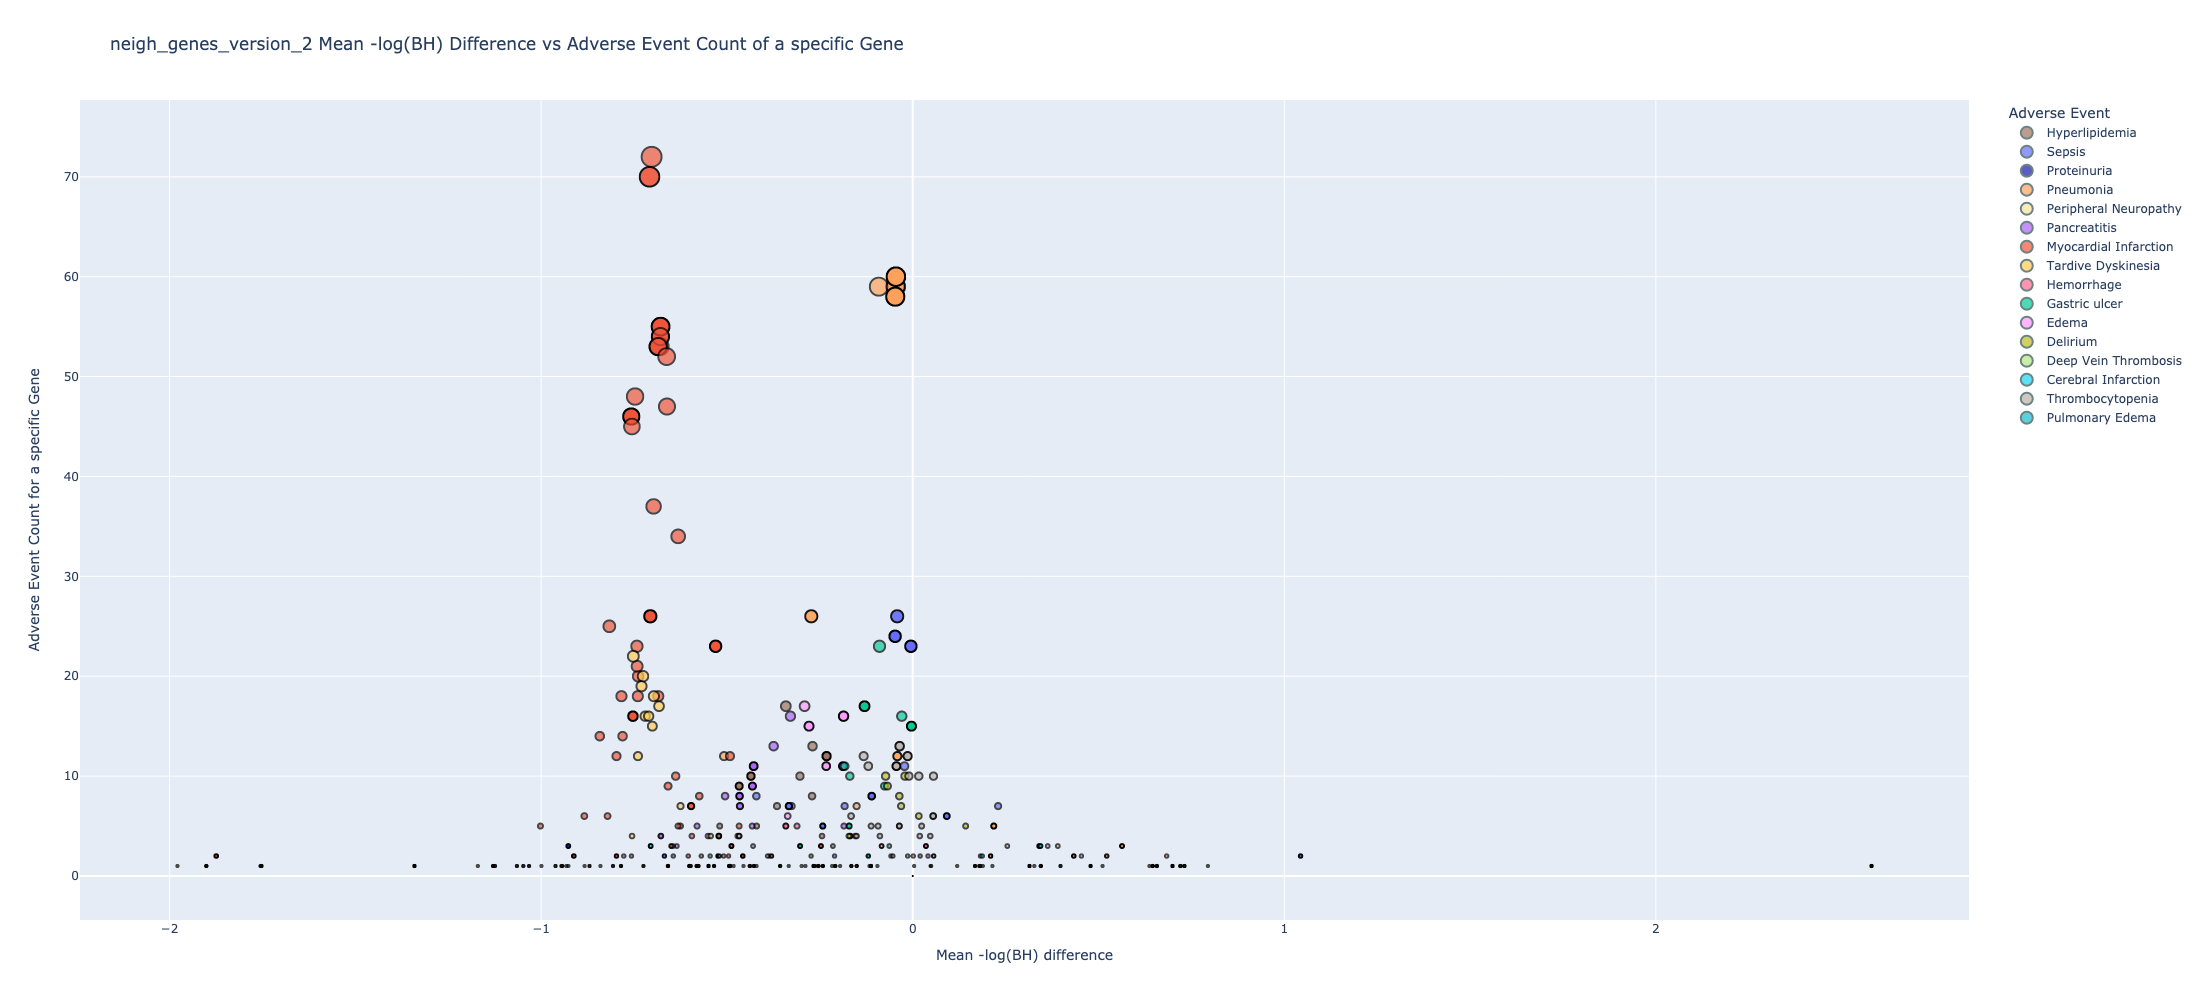 neigh_genes_version_2 Mean -log(BH) Difference vs Adverse Event Count of a specific Gene
Adverse Event
Hyperlipidemia
Sepsis
Proteinuria
Pneumonia
Peripheral Neuropathy
Pancreatitis
Myocardial Infarction
Tardive Dyskinesia
Hemorrhage
Gastric ulcer
Edema
Delirium
Deep Vein Thrombosis
Cerebral Infarction
Thrombocytopenia
Pulmonary Edema
Adverse Event Count for a specific Gene
70
60
50
40
30
20
10
0
−2 −1 0 1 2
Mean -log(BH) difference